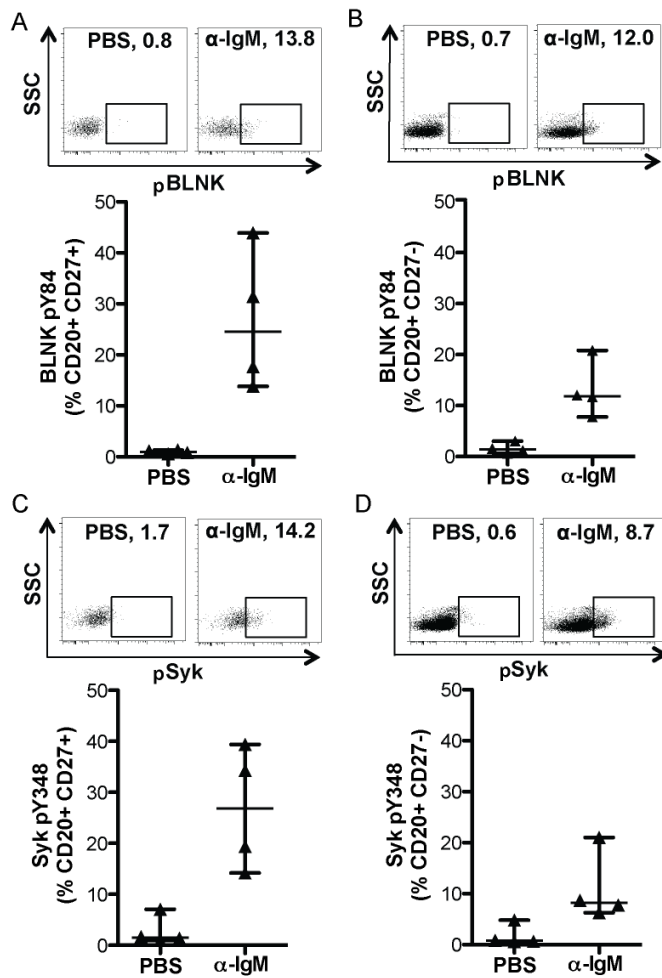 A
PBS, 0.8
α-IgM, 13.8
SSC
pBLNK
50
40
30
20
10
0
BLNK pY84
(% CD20+ CD27+)
PBS
α-IgM
B
PBS, 0.7
α-IgM, 12.0
SSC
pBLNK
50
40
30
20
10
0
BLNK pY84
(% CD20+ CD27-)
PBS
α-IgM
C
PBS, 1.7
α-IgM, 14.2
SSC
pSyk
50
40
30
20
10
0
Syk pY348
(% CD20+ CD27+)
PBS
α-IgM
D
PBS, 0.6
α-IgM, 8.7
SSC
pSyk
50
40
30
20
10
0
Syk pY348
(% CD20+ CD27-)
PBS
α-IgM